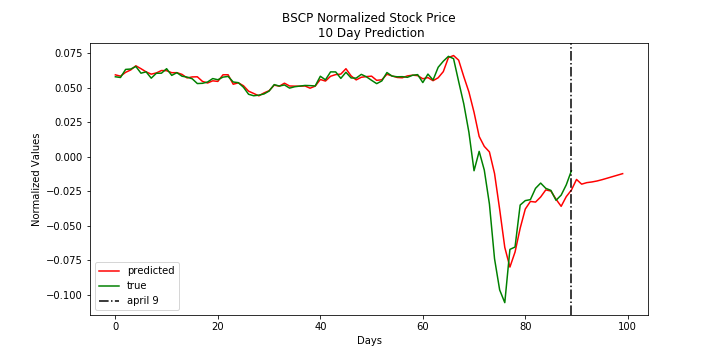 BSCP Normalized Stock Price
10 Day Prediction
0.075
0.050
0.025
0.000
−0.025
−0.050
−0.075
−0.100
Normalized Values
predicted
true
april 9
0 20 40 60 80 100
Days